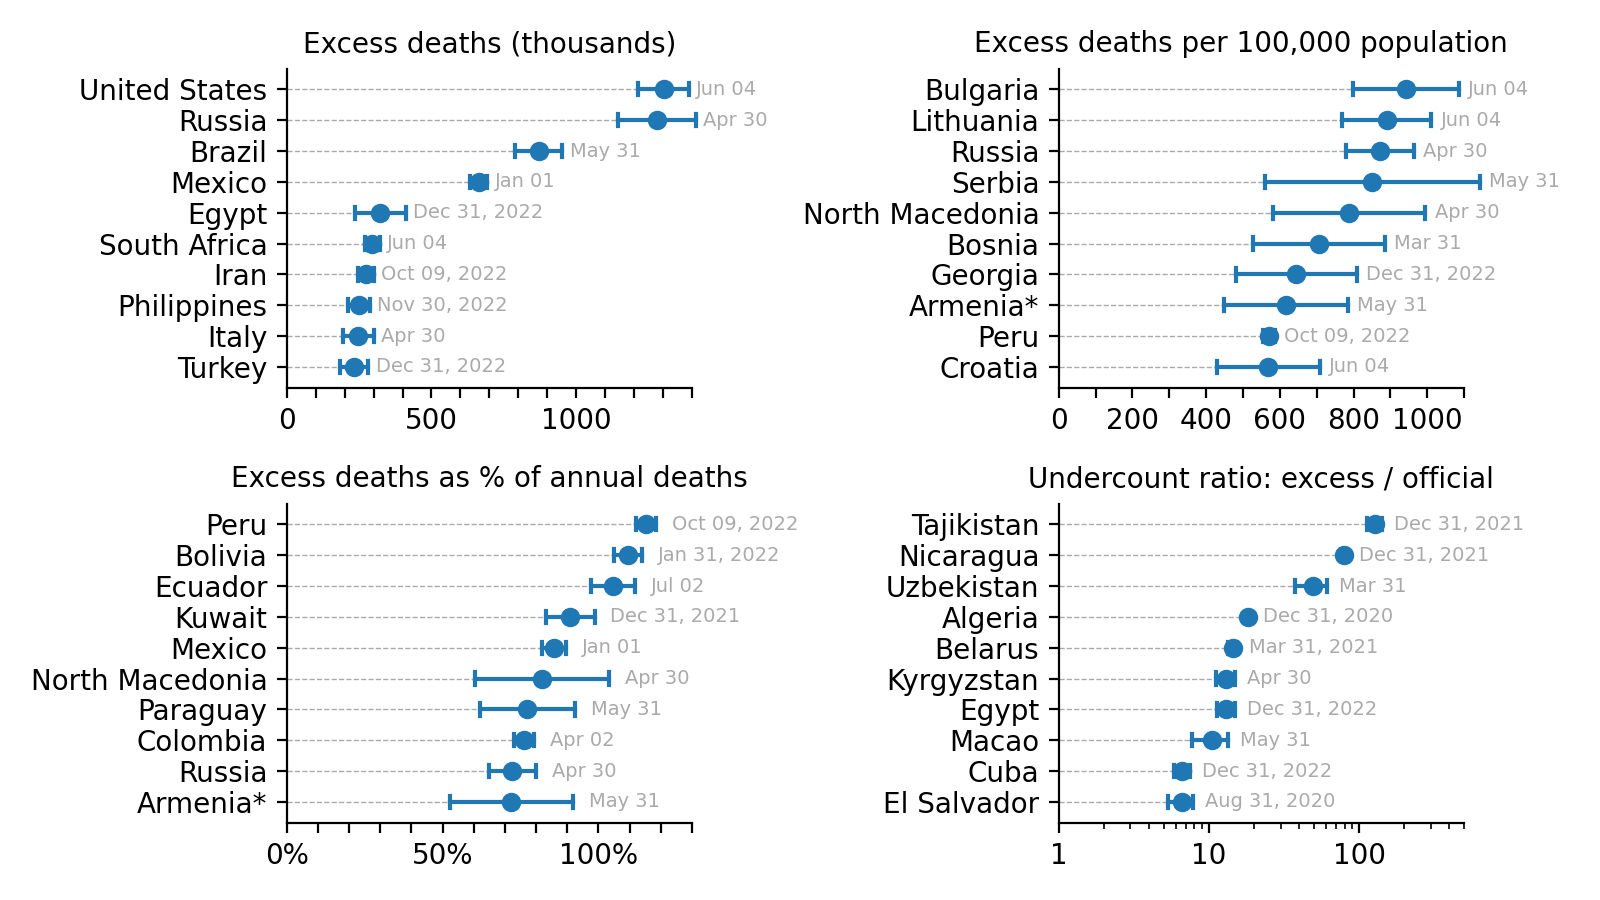 Excess deaths (thousands)
United States Jun 04
Russia Apr 30
Brazil May 31
Mexico Jan 01
Egypt Dec 31, 2022
South Africa Jun 04
Iran Oct 09, 2022
Philippines Nov 30, 2022
Italy Apr 30
Turkey Dec 31, 2022
0 500 1000
Excess deaths per 100,000 population
Bulgaria Jun 04
Lithuania Jun 04
Russia Apr 30
Serbia May 31
North Macedonia Apr 30
Bosnia Mar 31
Georgia Dec 31, 2022
Armenia* May 31
Peru Oct 09, 2022
Croatia Jun 04
0 200 400 600 800 1000
Excess deaths as % of annual deaths
Peru Oct 09, 2022
Bolivia Jan 31, 2022
Ecuador Jul 02
Kuwait Dec 31, 2021
Mexico Jan 01
North Macedonia Apr 30
Paraguay May 31
Colombia Apr 02
Russia Apr 30
Armenia* May 31
0% 50% 100%
Undercount ratio: excess / official
Tajikistan Dec 31, 2021
Nicaragua Dec 31, 2021
Uzbekistan Mar 31
Algeria Dec 31, 2020
Belarus Mar 31, 2021
Kyrgyzstan Apr 30
Egypt Dec 31, 2022
Macao May 31
Cuba Dec 31, 2022
El Salvador Aug 31, 2020
1 10 100